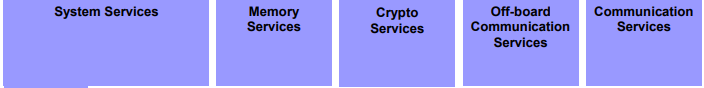 System Services
Memory
Services
Crypto
Services
Off-board
Communication
Services
Communication
Services